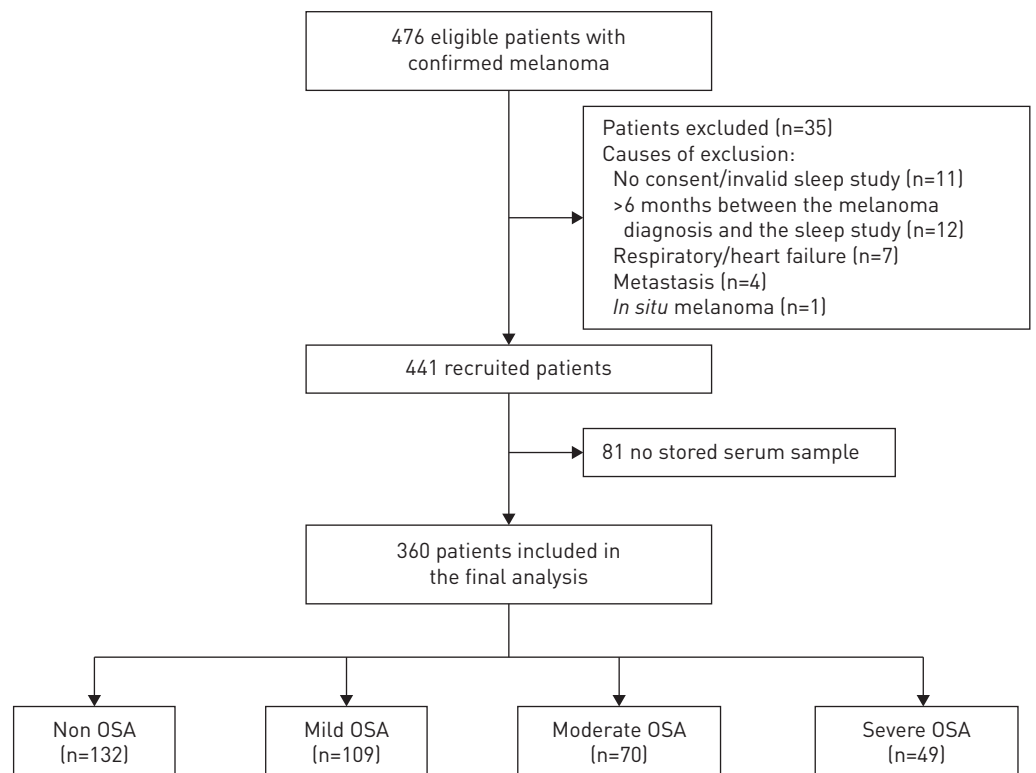 476 eligible patients with
confirmed melanoma
Patients excluded (n=35)
Causes of exclusion:
No consent/invalid sleep study (n=11)
>6 months between the melanoma
diagnosis and the sleep study (n=12)
Respiratory/heart failure (n=7)
Metastasis (n=4)
In situ melanoma (n=1)
441 recruited patients
81 no stored serum sample
360 patients included in
the final analysis
Non OSA
(n=132)
Mild OSA
(n=109)
Moderate OSA
(n=70)
Severe OSA
(n=49)